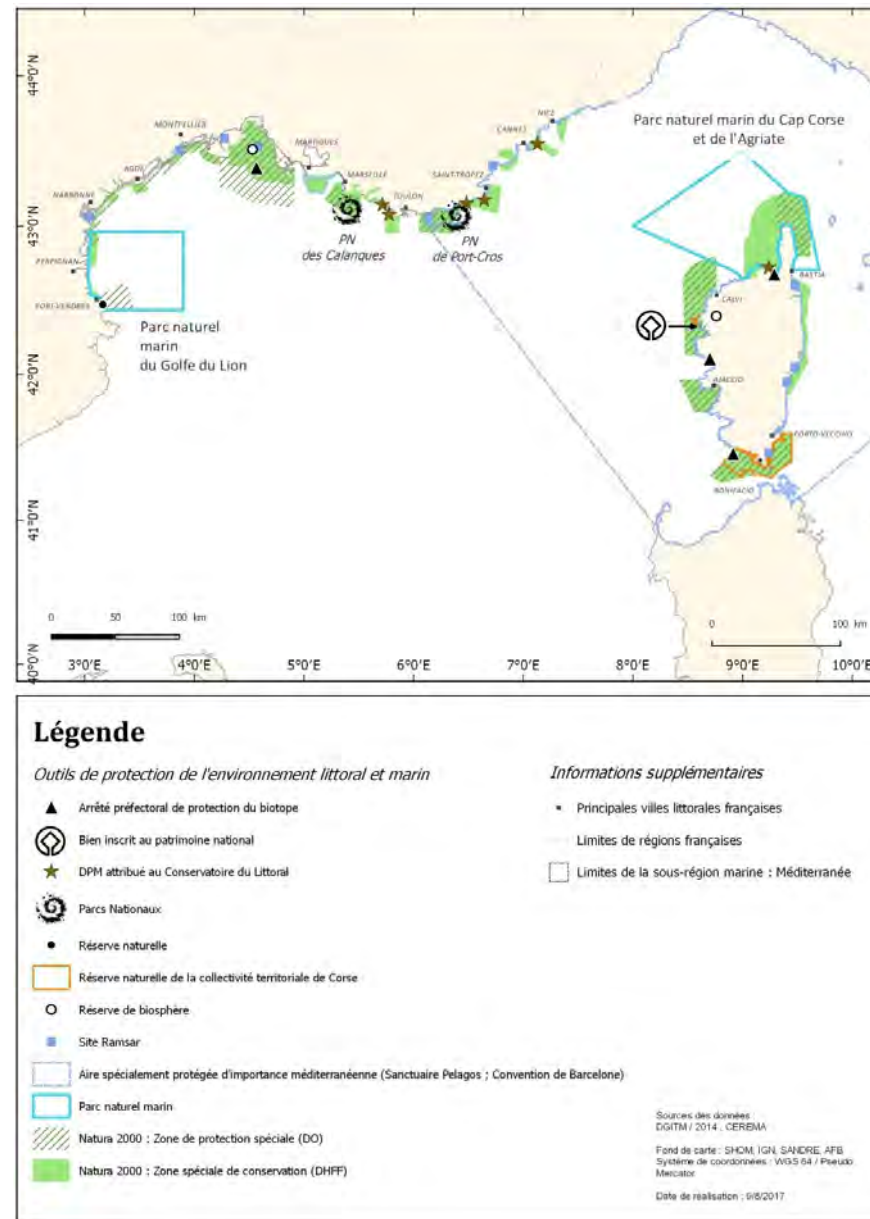 44°0'N
43°0'N
42°0'N
41°0'N
40°0'N
MONTPELLIER
AGDE
NARBONNE
PERPIGNAN
PORT-VENDRES
MARTIGUES
MARSEILLE
TOULON
SAINT-TROPEZ
CANNES
NICE
PN
des Calanques
PN
de Port-Cros
Parc naturel
marin
du Golfe du Lion
Parc naturel marin du Cap Corse
et de l'Agriate
BASTIA
CALVI
AJACCIO
PORTO-VECCHIO
BONIFACIO
0 50 100 km
0 100 km
3°0'E 4°0'E 5°0'E 6°0'E 7°0'E 8°0'E 9°0'E 10°0'E
Légende
Outils de protection de l'environnement littoral et marin
Arrêté préfectoral de protection du biotope
Bien inscrit au patrimoine national
DPM attribué au Conservatoire du Littoral
Parcs Nationaux
Réserve naturelle
Réserve naturelle de la collectivité territoriale de Corse
Réserve de biosphère
Site Ramsar
Aire spécialement protégée d'importance méditerranéenne (Sanctuaire Pelagos ; Convention de Barcelone)
Parc naturel marin
Natura 2000 : Zone de protection spéciale (DO)
Natura 2000 : Zone spéciale de conservation (DHFF)
Informations supplémentaires
Principales villes littorales françaises
Limites de régions françaises
Limites de la sous-région marine : Méditerranée
Sources des données :
DGITM / 2014 , CEREMA
Fond de carte : SHOM, IGN, SANDRE, AFB
Système de coordonnées : WGS 84 / Pseudo
Mercator
Date de réalisation : 9/8/2017